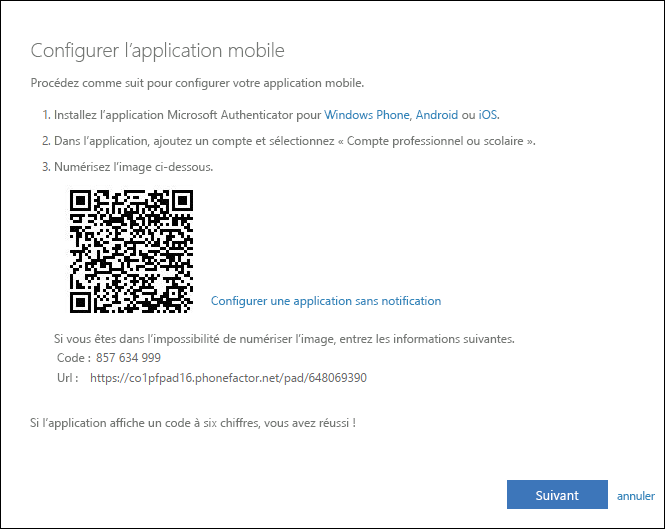 Configurer l'application mobile
Procédez comme suit pour configurer votre application mobile.
1. Installez l'application Microsoft Authenticator pour Windows Phone, Android ou iOS.
2. Dans l'application, ajoutez un compte et sélectionnez « Compte professionnel ou scolaire ».
3. Numérisez l'image ci-dessous.
Configurer une application sans notification
Si vous êtes dans l'impossibilité de numériser l'image, entrez les informations suivantes.
Code : 857 634 999
Url : https://co1pfpad16.phonefactor.net/pad/648069390
Si l'application affiche un code à six chiffres, vous avez réussi !
Suivant annuler